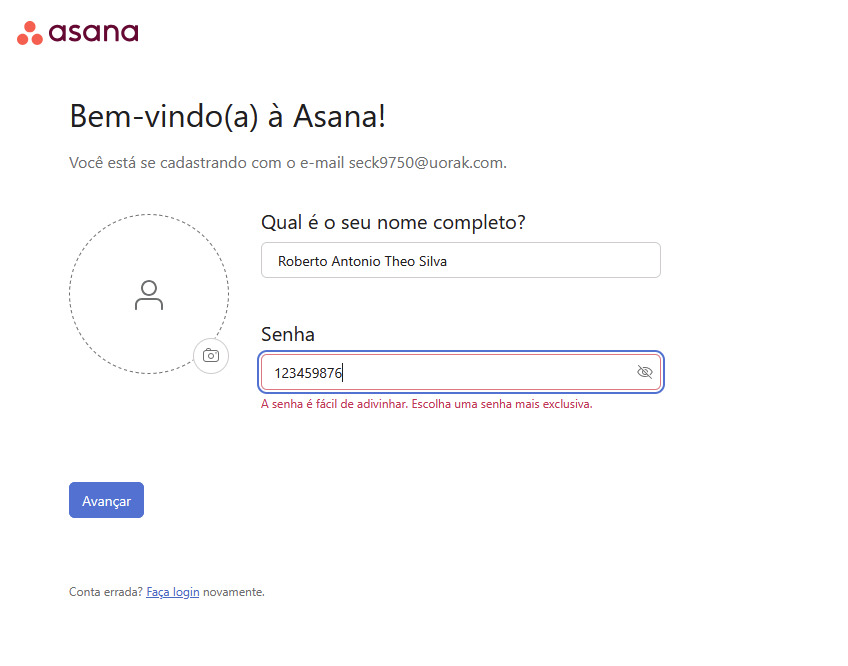 asana
Bem-vindo(a) à Asana!
Você está se cadastrando com o e-mail seck9750@uorak.com.
Qual é o seu nome completo?
Roberto Antonio Theo Silva
Senha
123459876
A senha é fácil de adivinhar. Escolha uma senha mais exclusiva.
Avançar
Conta errada? Faça login novamente.